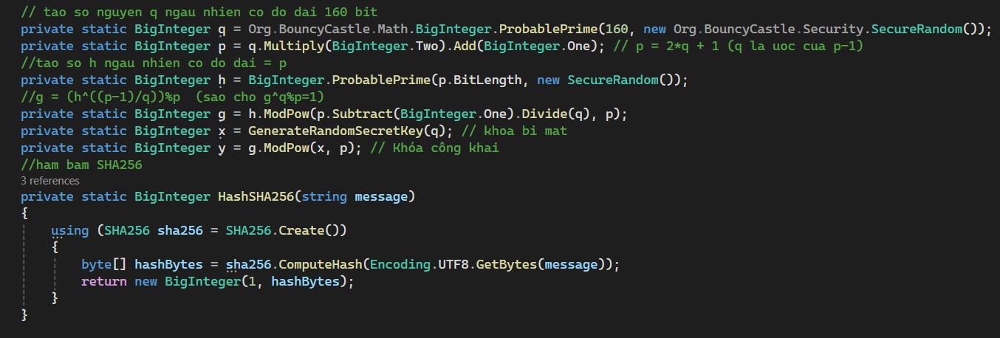 // tao so nguyen q ngau nhien co do dai 160 bit
private static BigInteger q = Org.BouncyCastle.Math.BigInteger.ProbablePrime(160, new Org.BouncyCastle.Security.SecureRandom());
private static BigInteger p = q.Multiply(BigInteger.Two).Add(BigInteger.One); // p = 2*q + 1 (q la uoc cua p-1)
//tao so h ngau nhien co do dai = p
private static BigInteger h = BigInteger.ProbablePrime(p.BitLength, new SecureRandom());
//g = (h^((p-1)/q))%p  (sao cho g^q%p=1)
private static BigInteger g = h.ModPow(p.Subtract(BigInteger.One).Divide(q), p);
private static BigInteger x = GenerateRandomSecretKey(q); // khoa bi mat
private static BigInteger y = g.ModPow(x, p); // Khóa công khai
//ham bam SHA256
3 references
private static BigInteger HashSHA256(string message)
{
using (SHA256 sha256 = SHA256.Create())
{
byte[] hashBytes = sha256.ComputeHash(Encoding.UTF8.GetBytes(message));
return new BigInteger(1, hashBytes);
}
}